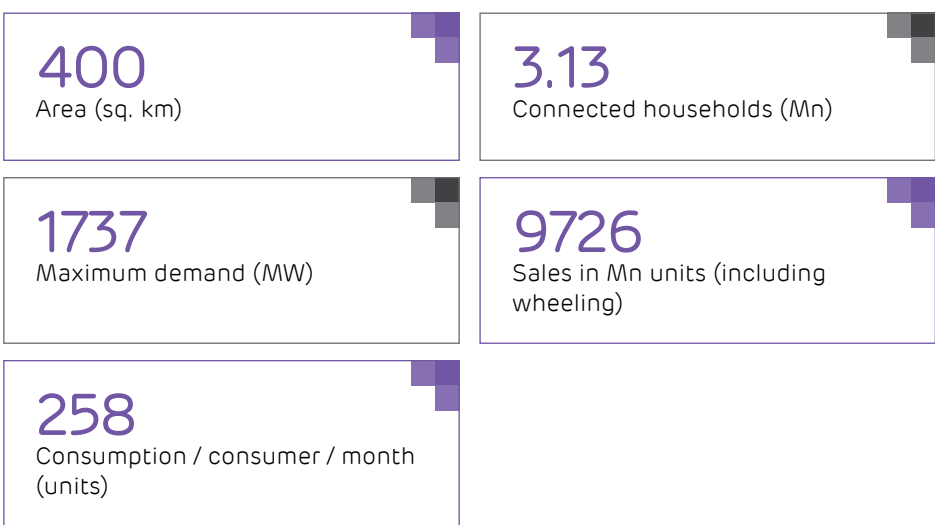 400
Area (sq. km)
3.13
Connected households (Mn)
1737
Maximum demand (MW)
9726
Sales in Mn units (including
wheeling)
258
Consumption / consumer / month
(units)